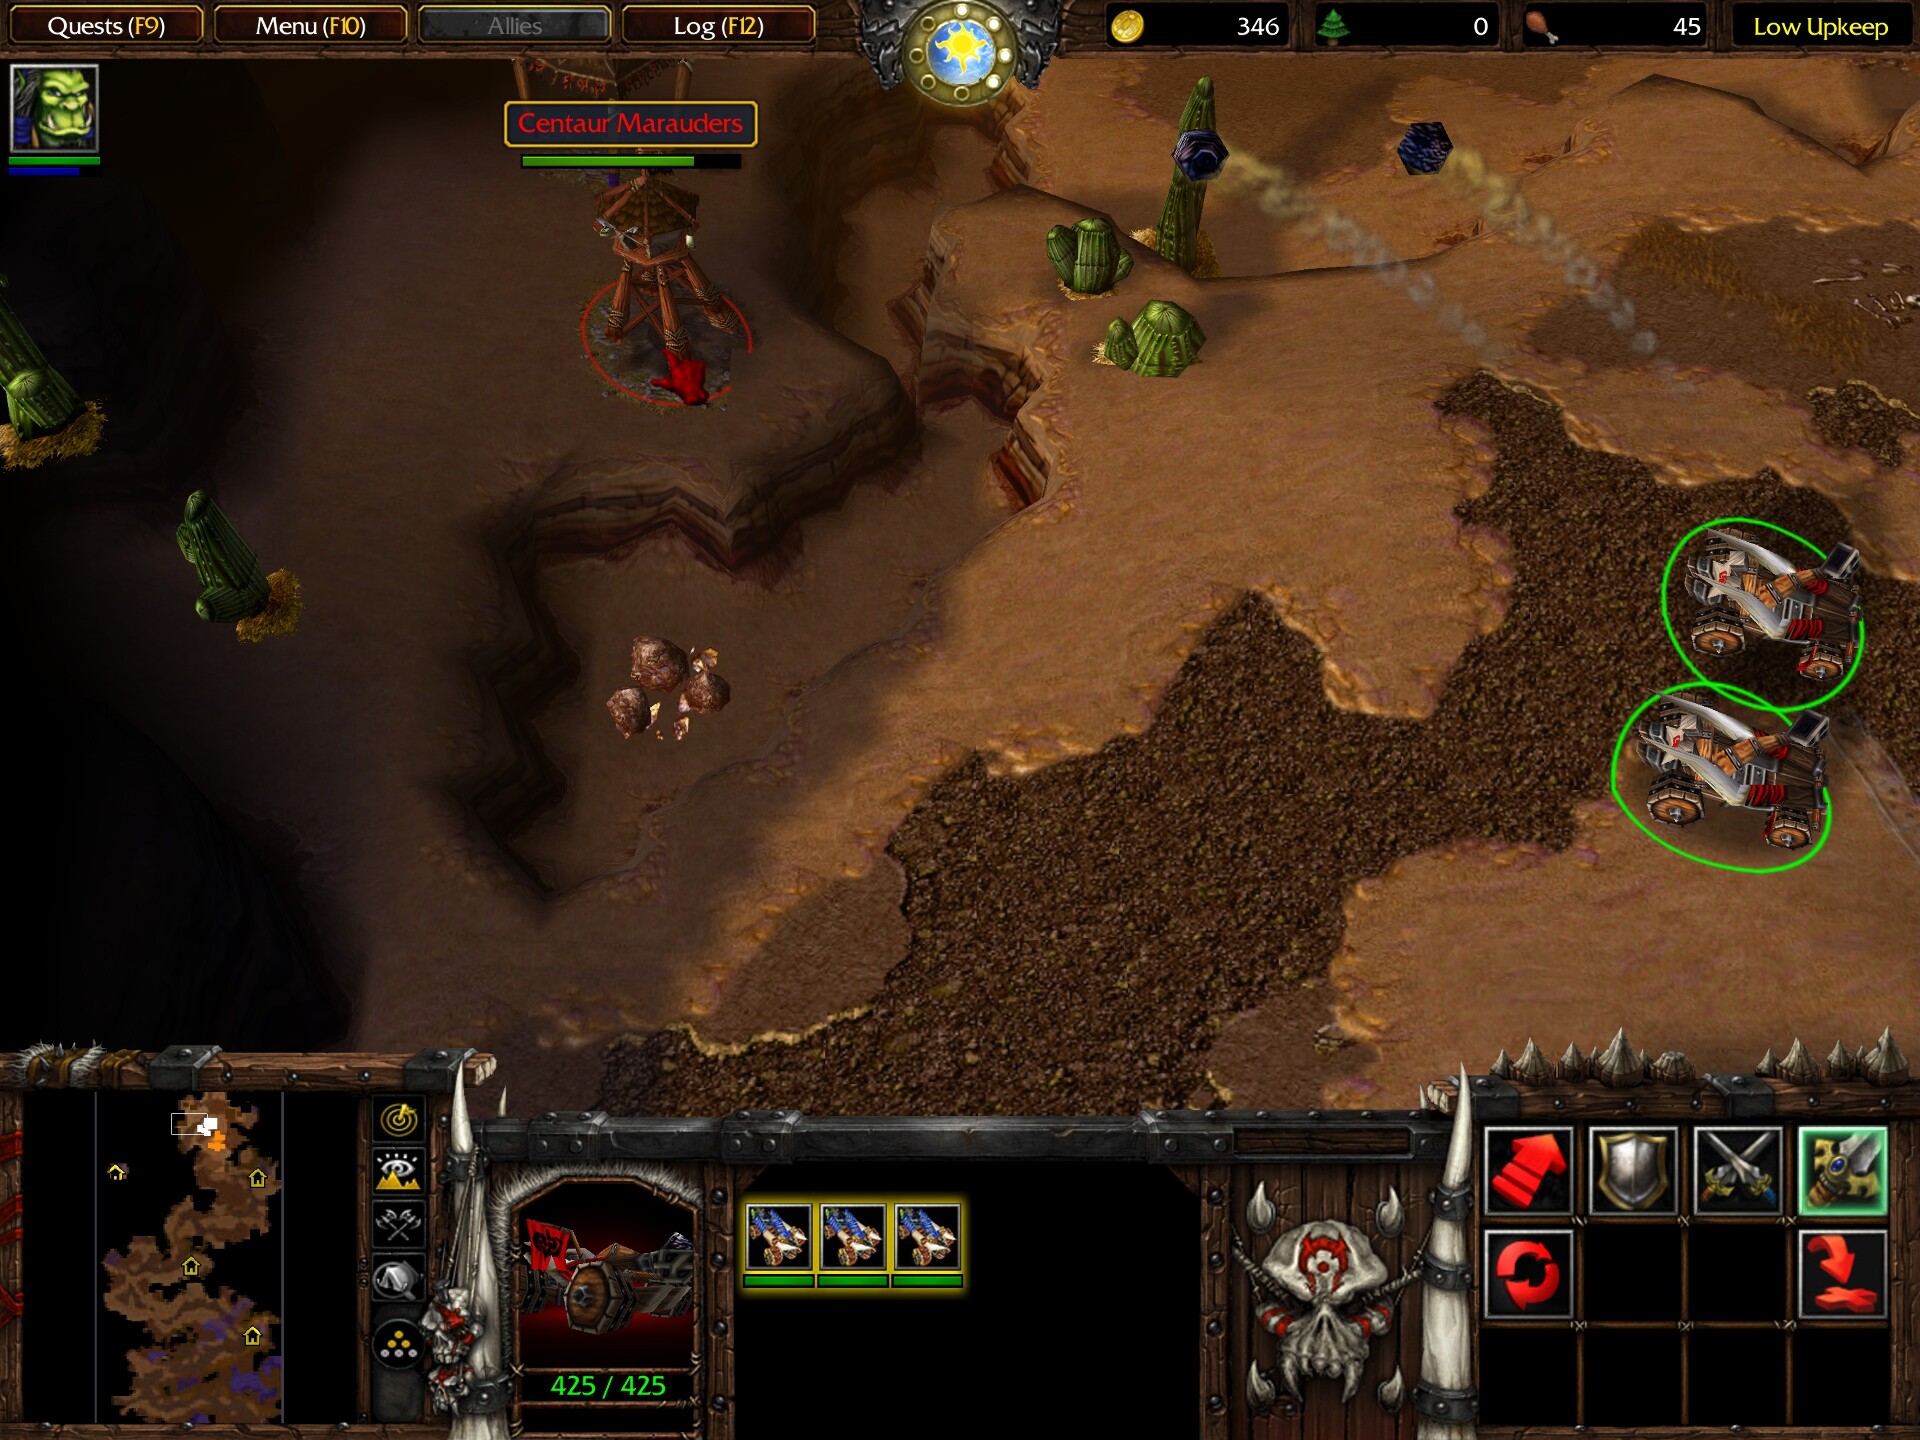 Quests (F9)
Menu (F10)
Allies
Log (F12)
346
0
45
Low Upkeep
Centaur Marauders
425 / 425